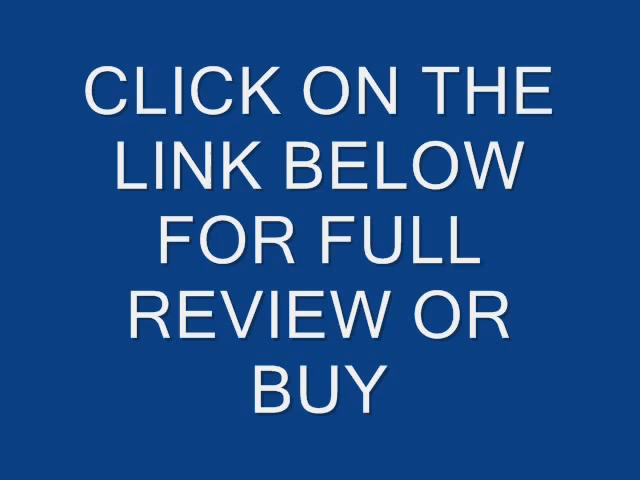 CLICK ON THE
LINK BELOW
FOR FULL
REVIEW OR
BUY